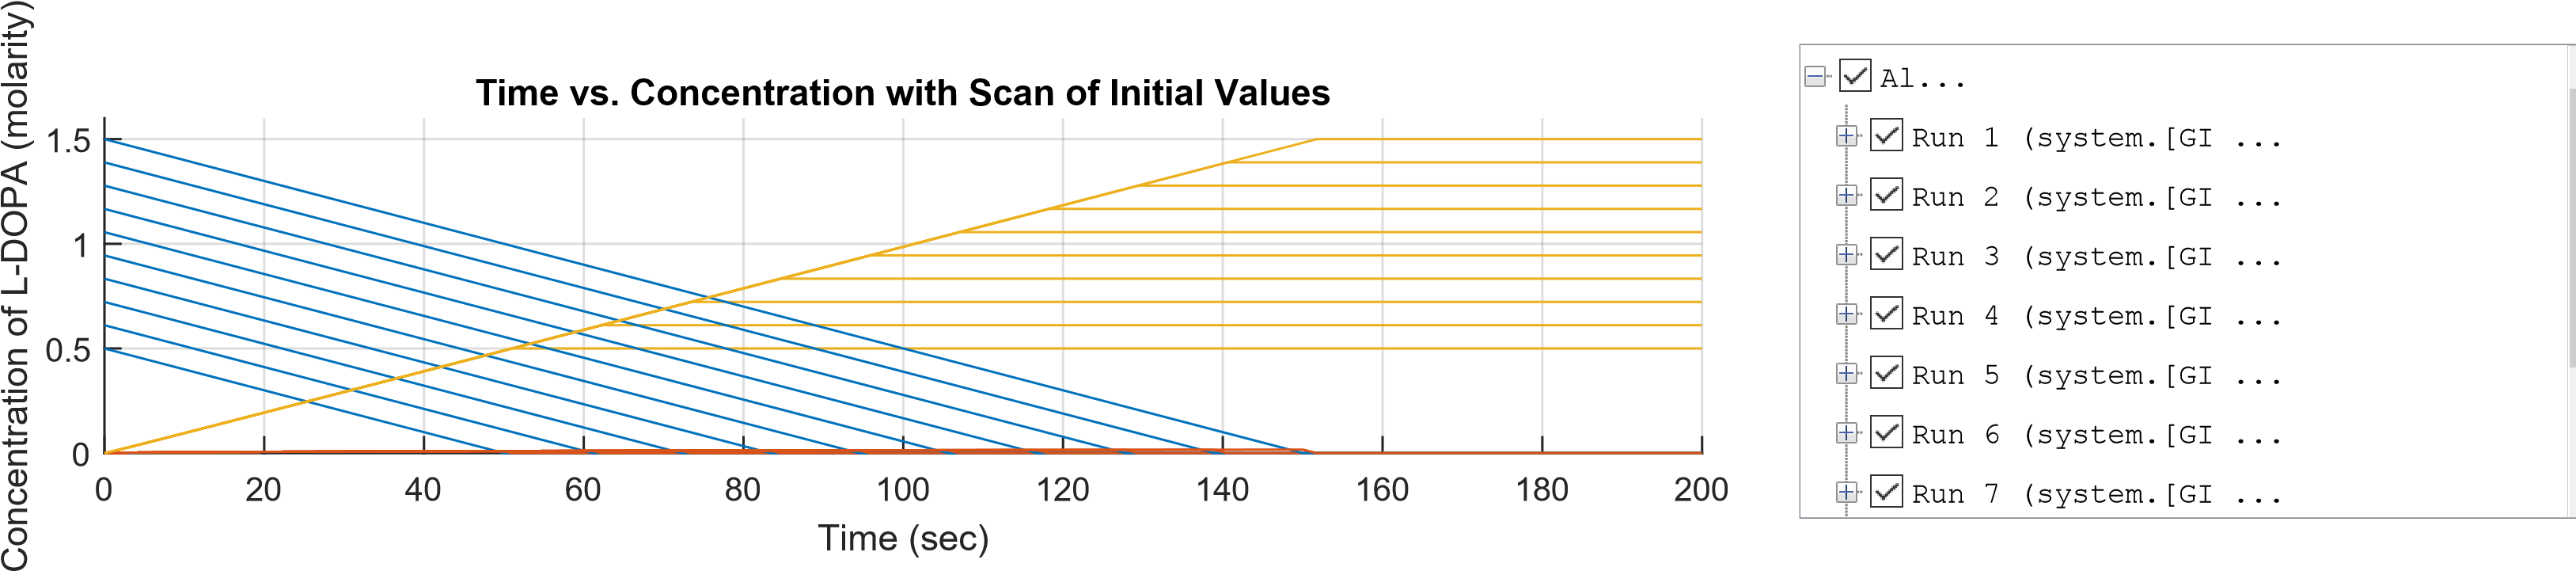 Time vs. Concentration with Scan of Initial Values
Concentration of L-DOPA (molarity)
1.5
1
0.5
0
0 20 40 60 80 100 120 140 160 180 200
Time (sec)
Al...
Run 1 (system.[GI ...
Run 2 (system.[GI ...
Run 3 (system.[GI ...
Run 4 (system.[GI ...
Run 5 (system.[GI ...
Run 6 (system.[GI ...
Run 7 (system.[GI ...